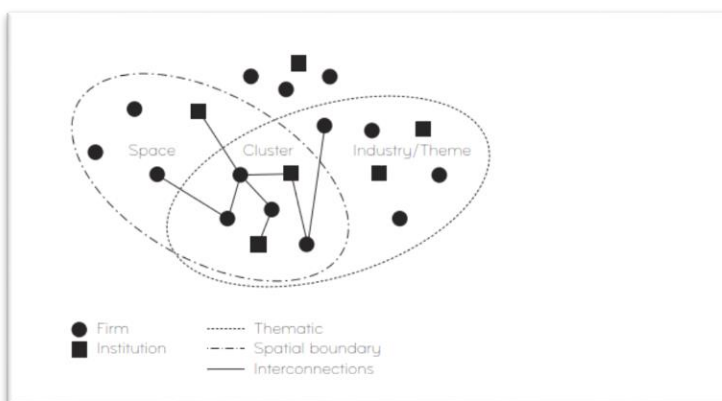 Space Cluster Industry/Theme
Firm Thematic
Institution Spatial boundary
Interconnections